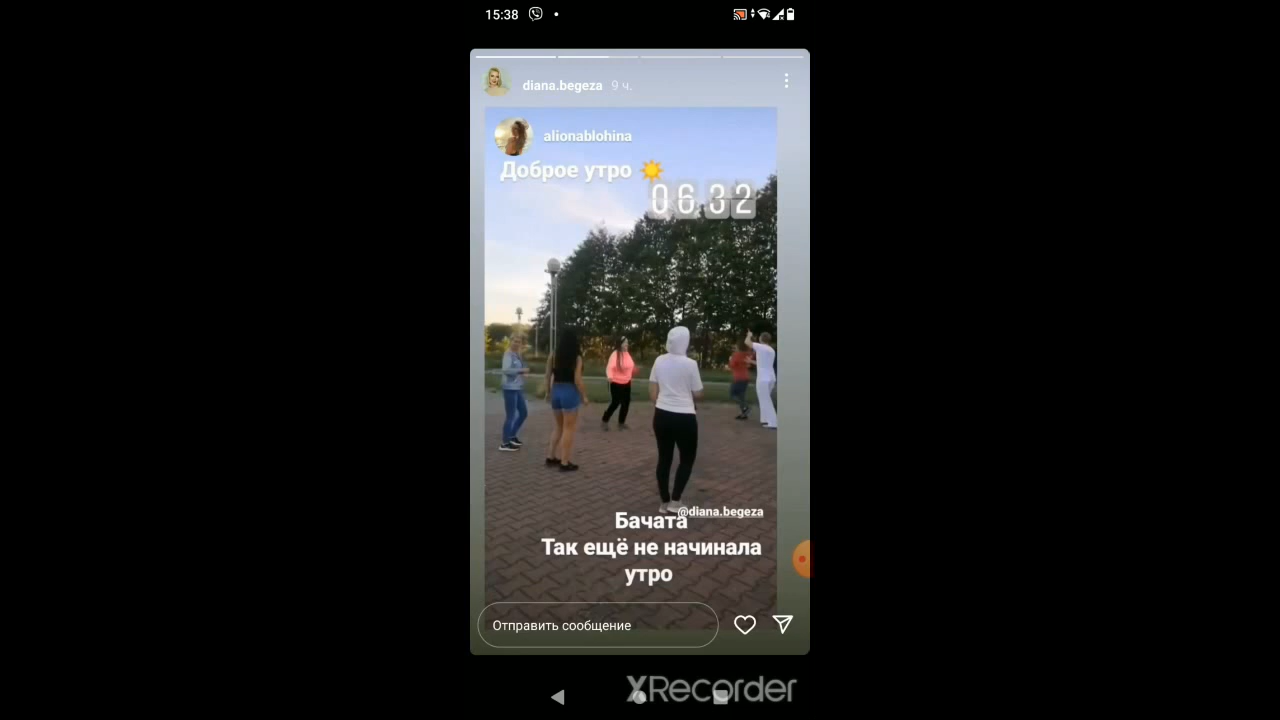 15:38
diana.begeza 9 ч.
alionablohina
Доброе утро ☀️
06 32
@diana.begeza
Бачата
Так ещё не начинала
утро
Отправить сообщение
XRecorder